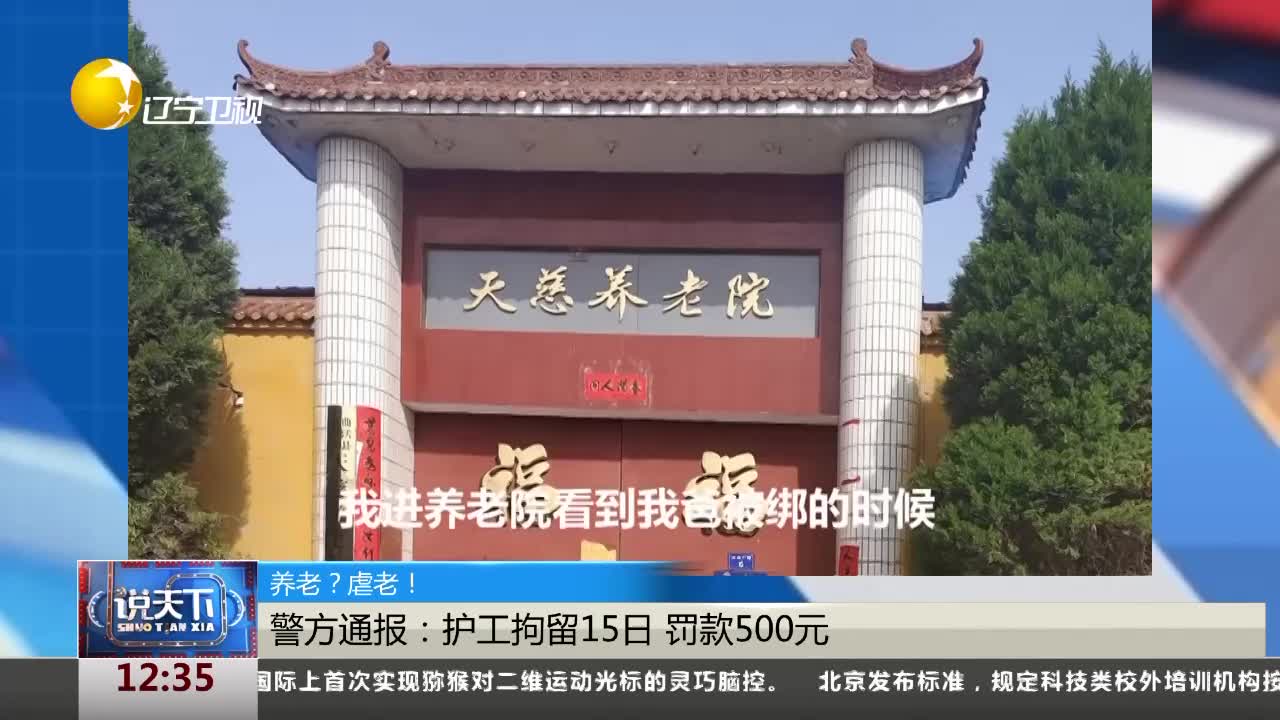 辽宁卫视
天慈养老院
我进养老院看到我爸被绑的时候
养老?虐老!
说天下
SHUO TIAN XIA
警方通报:护工拘留15日 罚款500元
12:35
国际上首次实现猕猴对二维运动光标的灵巧脑控。 北京发布标准,规定科技类校外培训机构按